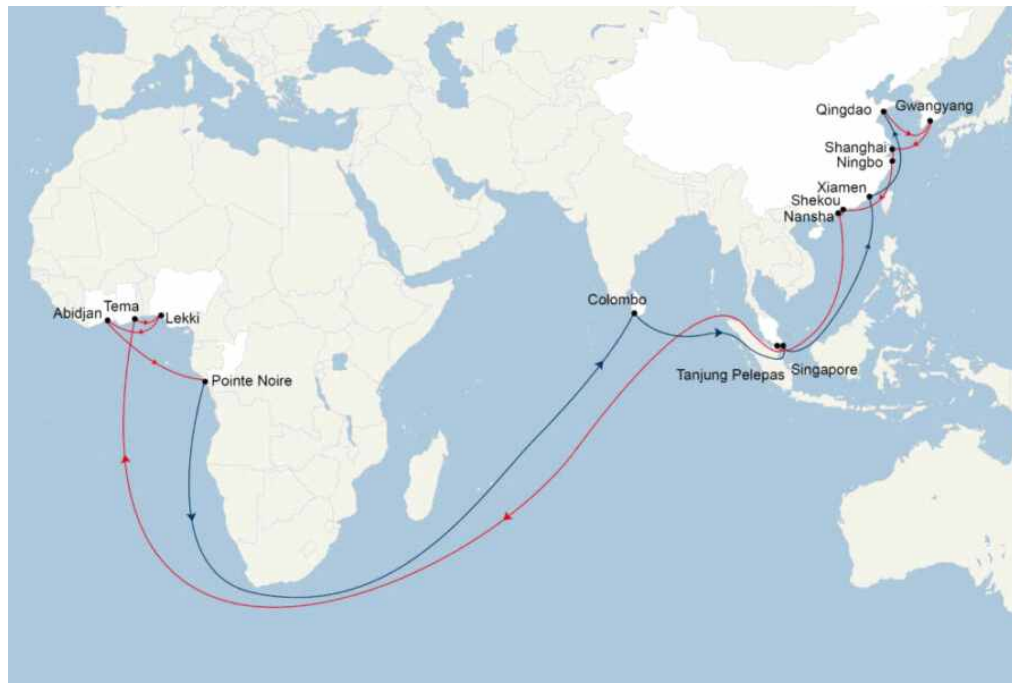 Qingdao
Gwangyang
Shanghai
Ningbo
Xiamen
Shekou
Nansha
Colombo
Abidjan
Tema
Lekki
Tanjung Pelepas
Singapore
Pointe Noire